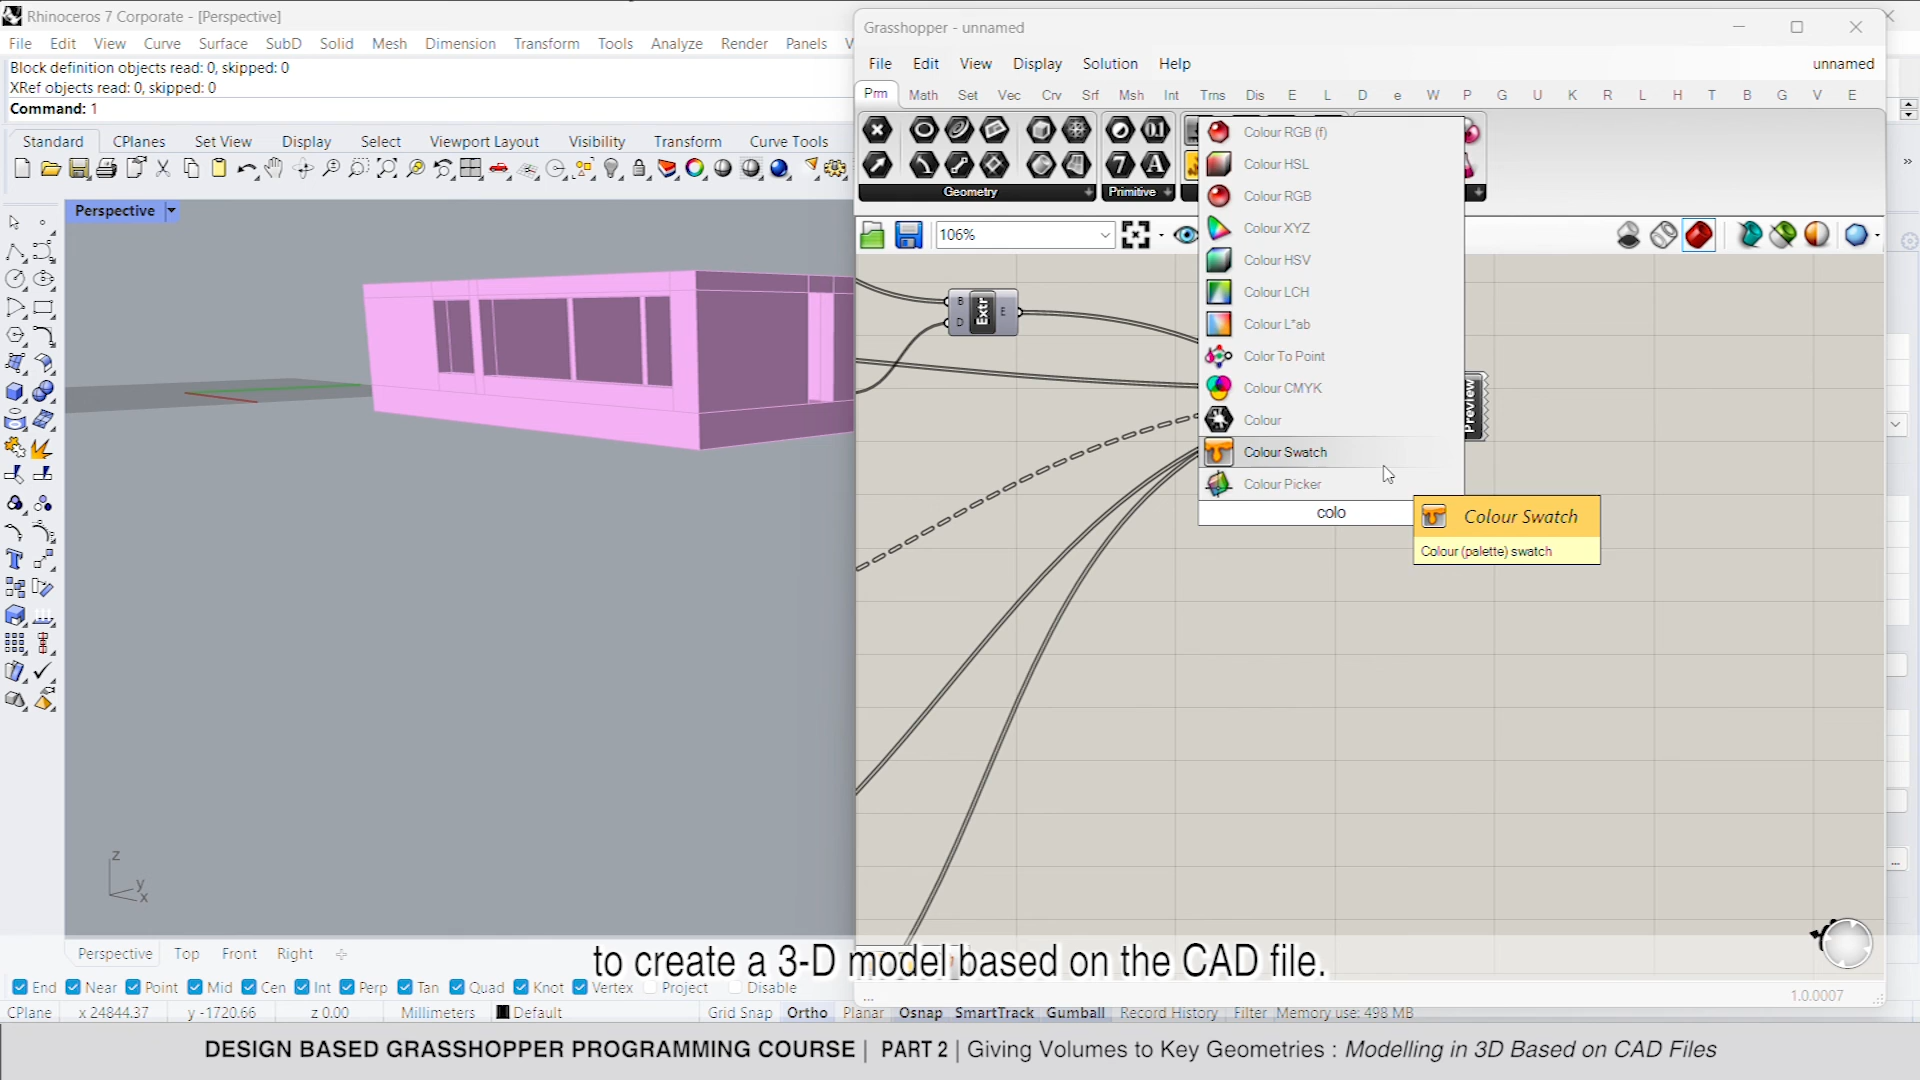 Rhinoceros 7 Corporate - [Perspective]
File Edit View Curve Surface SubD Solid Mesh Dimension Transform Tools Analyze Render Panels V
Block definition objects read: 0, skipped: 0
XRef objects read: 0, skipped: 0
Command: 1
Standard CPlanes Set View Display Select Viewport Layout Visibility Transform Curve Tools
Perspective
Grasshopper - unnamed
File Edit View Display Solution Help
unnamed
Prm Math Set Vec Crv Srf Msh Int Trns Dis E L D e W P G U K R L H T B G V E
Geometry
Primitive
106%
Colour RGB (f)
Colour HSL
Colour RGB
Colour XYZ
Colour HSV
Colour LCH
Colour L*ab
Color To Point
Colour CMYK
Colour
Colour Swatch
Colour Picker
colo
Colour Swatch
Colour (palette) swatch
B
D
Extr
E
Preview
z
y
x
to create a 3-D model based on the CAD file.
Perspective Top Front Right
End Near Point Mid Cen Int Perp Tan Quad Knot Vertex Project Disable
...
1.0.0007
CPlane x 24844.37 y -1720.66 z 0.00 Millimeters Default Grid Snap Ortho Planar Osnap SmartTrack Gumball Record History Filter Memory use: 498 MB
DESIGN BASED GRASSHOPPER PROGRAMMING COURSE | PART 2 | Giving Volumes to Key Geometries : Modelling in 3D Based on CAD Files